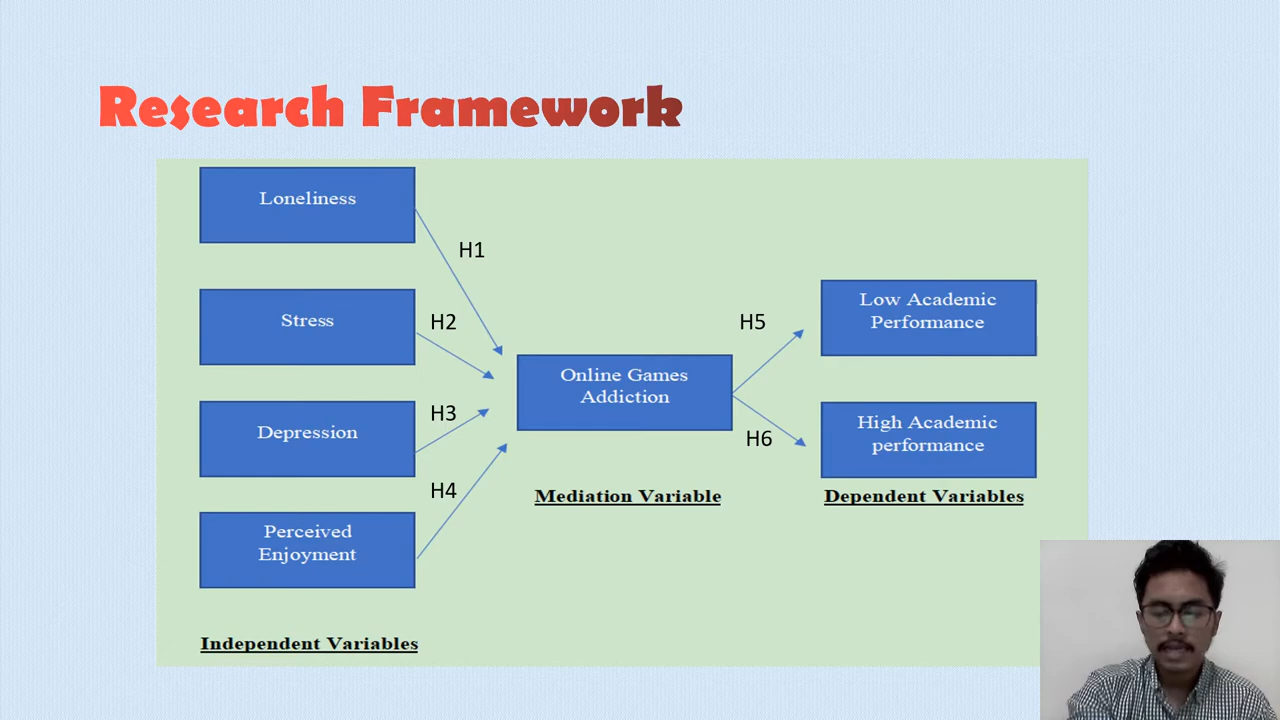 Research Framework
Loneliness
H1
Stress
H2
Depression
H3
H4
Perceived
Enjoyment
Independent Variables
Online Games
Addiction
Mediation Variable
H5
H6
Low Academic
Performance
High Academic
performance
Dependent Variables